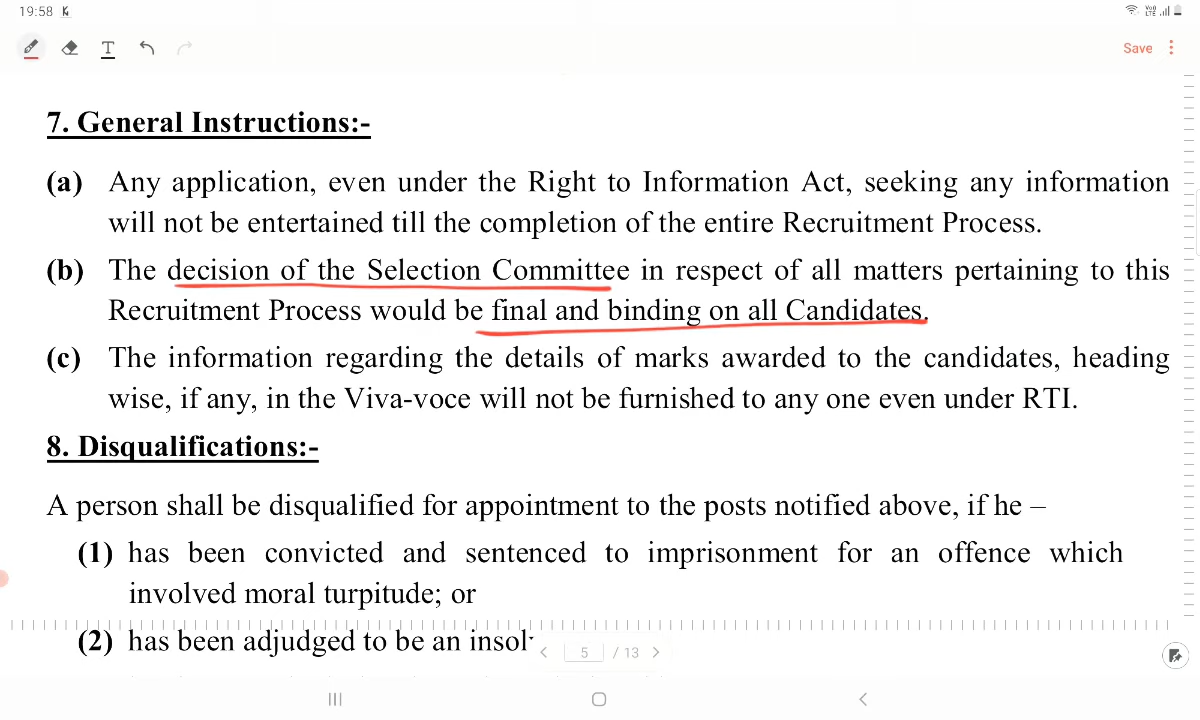 19:58
Save
7. General Instructions:-
(a) Any application, even under the Right to Information Act, seeking any information
will not be entertained till the completion of the entire Recruitment Process.
(b) The decision of the Selection Committee in respect of all matters pertaining to this
Recruitment Process would be final and binding on all Candidates.
(c) The information regarding the details of marks awarded to the candidates, heading
wise, if any, in the Viva-voce will not be furnished to any one even under RTI.
8. Disqualifications:-
A person shall be disqualified for appointment to the posts notified above, if he –
(1) has been convicted and sentenced to imprisonment for an offence which
involved moral turpitude; or
(2) has been adjudged to be an
5 / 13